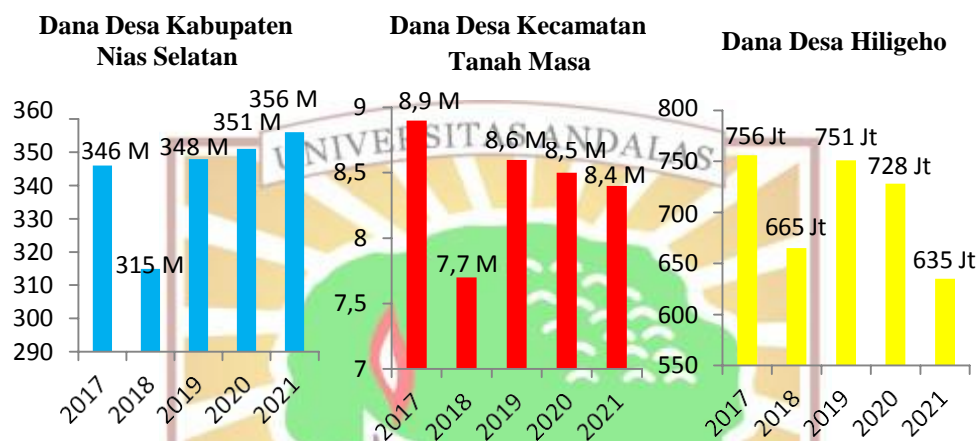 Dana Desa Kabupaten
Nias Selatan
360
350
340
330
320
310
300
290
346 M
315 M
348 M
351 M
356 M
2017
2018
2019
2020
2021
Dana Desa Kecamatan
Tanah Masa
9
8,5
8
7,5
7
8,9 M
7,7 M
8,6 M
8,5 M
8,4 M
2017
2018
2019
2020
2021
Dana Desa Hiligeho
800
750
700
650
600
550
756 Jt
665 Jt
751 Jt
728 Jt
635 Jt
2017
2018
2019
2020
2021
UNIVERSITAS ANDALAS